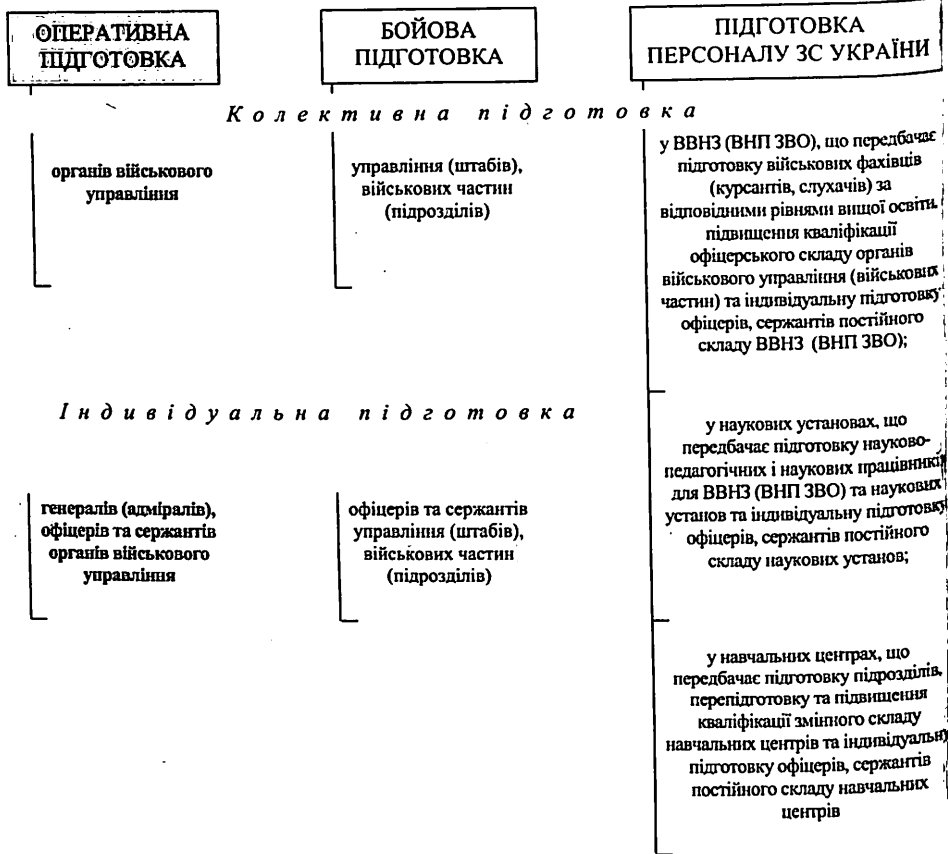 ОПЕРАТИВНА
ПІДГОТОВКА
БОЙОВА
ПІДГОТОВКА
ПІДГОТОВКА
ПЕРСОНАЛУ ЗС УКРАЇНИ
Колективна підготовка
органів військового
управління
управління (штабів),
військових частин
(підрозділів)
у ВВНЗ (ВНП ЗВО), що передбачає
підготовку військових фахівців
(курсантів, слухачів) за
відповідними рівнями вищої освіти.
підвищення кваліфікації
офіцерського складу органів
військового управління (військових
частин) та індивідуальну підготовку
офіцерів, сержантів постійного
складу ВВНЗ (ВНП ЗВО);
Індивідуальна підготовка
генералів (адміралів),
офіцерів та сержантів
органів військового
управління
офіцерів та сержантів
управління (штабів),
військових частин
(підрозділів)
у наукових установах, що
передбачає підготовку науково-
педагогічних і наукових працівників
для ВВНЗ (ВНП ЗВО) та наукових
установ та індивідуальну підготовку
офіцерів, сержантів постійного
складу наукових установ;
у навчальних центрах, що
передбачає підготовку підрозділів,
перепідготовку та підвищення
кваліфікації змінного складу
навчальних центрів та індивідуальну
підготовку офіцерів, сержантів
постійного складу навчальних
центрів